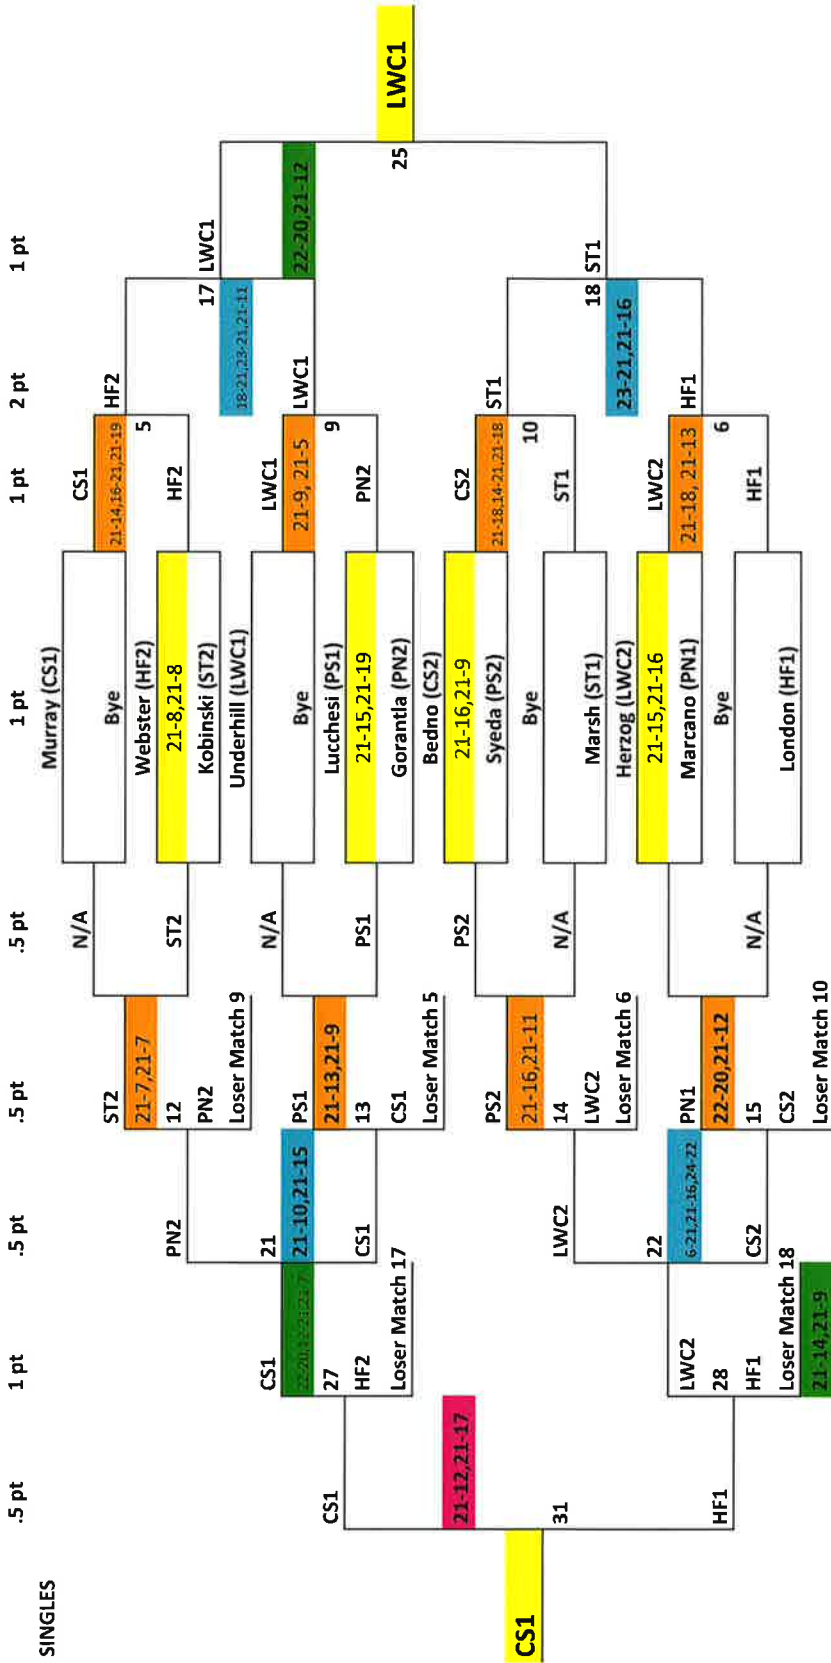 .5 pt 1 pt .5 pt .5 pt .5 pt 1 pt 1 pt 2 pt 1 pt
SINGLES
Murray (CS1)
N/A CS1
ST2 21-14,16-21,21-19 HF2
21-7,7 21-7
Bye
12 Webster (HF2) 5
PN2 PN2 ST2 21-8,21-8 HF2
Kobinski (ST2) 17 LWC1
Loser Match 9 Underhill (LWC1) 18-21,23-21,21-11
CS1 21 N/A LWC1
PS1 Bye 21-9, 21-5 LWC1 22-20,21-12
21-10,21-15 21-13,21-9
27 Lucchesi (PS1) 9
CS1 HF2 CS1 13 PS1 21-15,21-19 PN2
Loser Match 17 CS1 Gorantla (PN2) 25 LWC1
Loser Match 5 Bedno (CS2)
21-12,21-17 PS2 21-16,21-9 CS2
PS2 Syeda (PS2) 21-18,14-21,21-18 ST1
CS1 21-16,21-11 Bye 10
31 LWC2 14 N/A ST1
LWC2 Marsh (ST1) 18 ST1
Loser Match 6 Herzog (LWC2) 23-21,21-16
22 21-15,21-16 LWC2
LWC2 6-21,21-16,24-22 PN1 Marcano (PN1) 21-18, 21-13 HF1
28 22-20,21-12 Bye 6
HF1 HF1 CS2 15 N/A HF1
Loser Match 18 CS2 London (HF1)
21-14,21-9 Loser Match 10